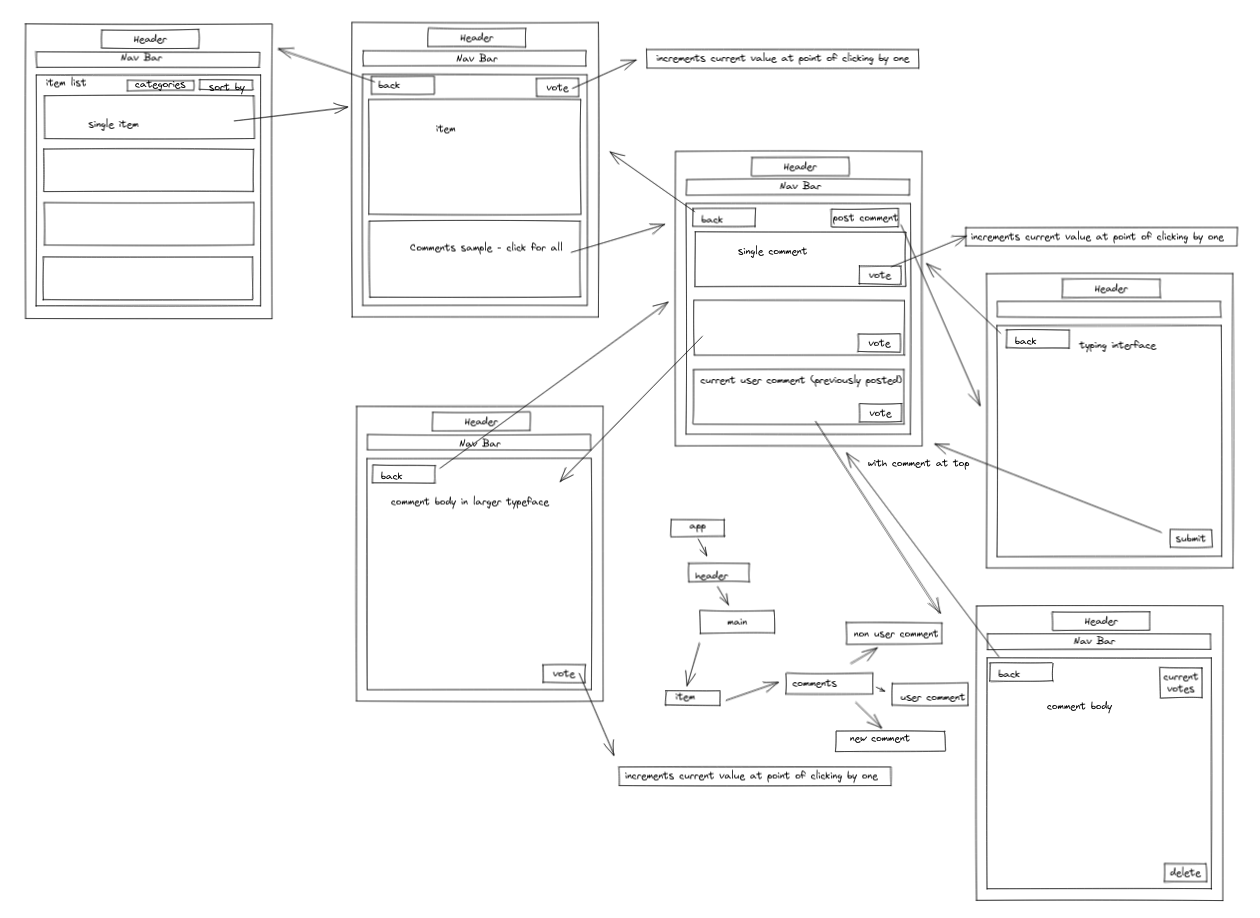 Header
Nav Bar
item list
categories
sort by
single item
Header
Nav Bar
back
vote
item
Comments sample - click for all
increments current value at point of clicking by one
Header
Nav Bar
back
post comment
Single comment
vote
vote
current user comment (previously posted)
vote
increments current value at point of clicking by one
Header
back
typing interface
submit
with comment at top
Header
Nav Bar
back
comment body in larger typeface
vote
increments current value at point of clicking by one
app
header
main
item
comments
non user comment
user comment
new comment
Header
Nav Bar
back
current
votes
comment body
delete